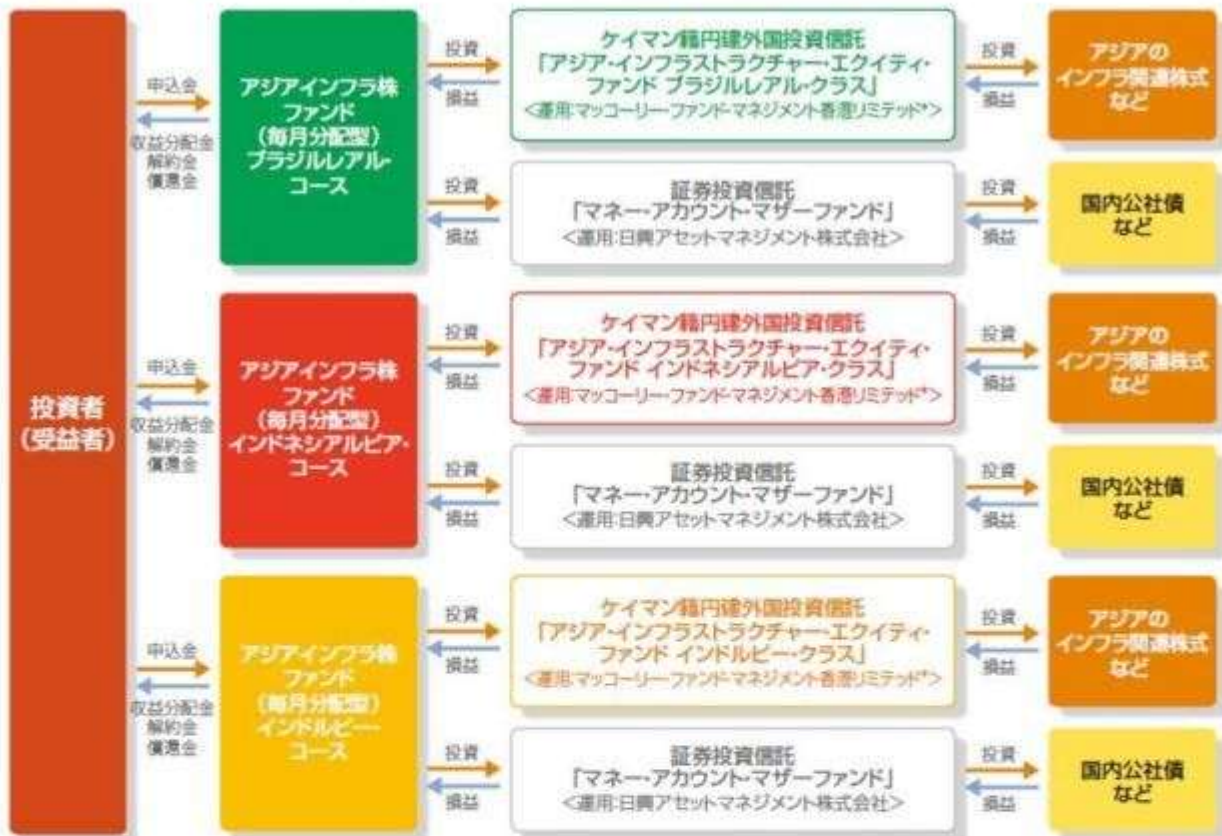 投資者
(受益者)
申込金
収益分配金
解約金
償還金
アジアインフラ株
ファンド
(毎月分配型)
ブラジルレアル・
コース
投資
損益
ケイマン籍円建外国投資信託
「アジア・インフラストラクチャー・エクイティ・
ファンド ブラジルレアル・クラス」
<運用:マッコーリー・ファンド・マネジメント香港リミテッド*>
投資
損益
アジアの
インフラ関連株式
など
投資
損益
証券投資信託
「マネー・アカウント・マザーファンド」
<運用:日興アセットマネジメント株式会社>
投資
損益
国内公社債
など
申込金
収益分配金
解約金
償還金
アジアインフラ株
ファンド
(毎月分配型)
インドネシアルピア・
コース
投資
損益
ケイマン籍円建外国投資信託
「アジア・インフラストラクチャー・エクイティ・
ファンド インドネシアルピア・クラス」
<運用:マッコーリー・ファンド・マネジメント香港リミテッド*>
投資
損益
アジアの
インフラ関連株式
など
投資
損益
証券投資信託
「マネー・アカウント・マザーファンド」
<運用:日興アセットマネジメント株式会社>
投資
損益
国内公社債
など
申込金
収益分配金
解約金
償還金
アジアインフラ株
ファンド
(毎月分配型)
インドルピー・
コース
投資
損益
ケイマン籍円建外国投資信託
「アジア・インフラストラクチャー・エクイティ・
ファンド インドルピー・クラス」
<運用:マッコーリー・ファンド・マネジメント香港リミテッド*>
投資
損益
アジアの
インフラ関連株式
など
投資
損益
証券投資信託
「マネー・アカウント・マザーファンド」
<運用:日興アセットマネジメント株式会社>
投資
損益
国内公社債
など